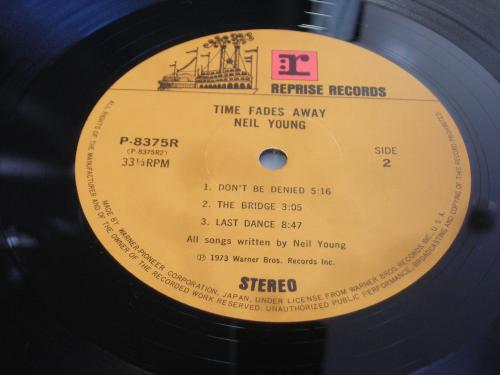 r:
REPRISE RECORDS
TIME FADES AWAY
NEIL YOUNG
P-8375R
(P-8375R2)
33⅓RPM
SIDE
2
1. DON'T BE DENIED 5:16
2. THE BRIDGE 3:05
3. LAST DANCE 8:47
All songs written by Neil Young
Ⓟ 1973 Warner Bros. Records Inc.
STEREO
ALL RIGHTS OF THE MANUFACTURER AND OF THE OWNER OF THE RECORDED WORK RESERVED. UNAUTHORIZED PUBLIC PERFORMANCE, BROADCASTING AND COPYING OF THIS RECORD PROHIBITED
MADE BY WARNER-PIONEER CORPORATION, JAPAN, UNDER LICENSE FROM WARNER BROS. RECORDS INC., U.S.A.